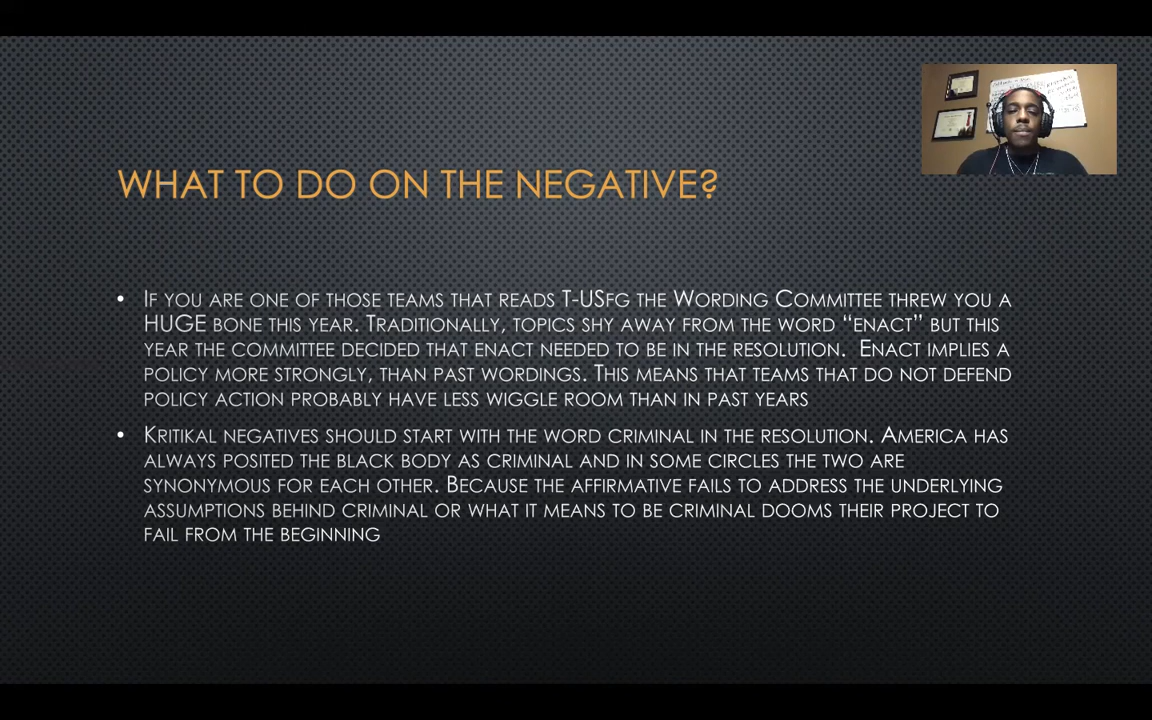 WHAT TO DO ON THE NEGATIVE?
• IF YOU ARE ONE OF THOSE TEAMS THAT READS T-USFG THE WORDING COMMITTEE THREW YOU A
HUGE BONE THIS YEAR. TRADITIONALLY, TOPICS SHY AWAY FROM THE WORD “ENACT” BUT THIS
YEAR THE COMMITTEE DECIDED THAT ENACT NEEDED TO BE IN THE RESOLUTION.  ENACT IMPLIES A
POLICY MORE STRONGLY, THAN PAST WORDINGS. THIS MEANS THAT TEAMS THAT DO NOT DEFEND
POLICY ACTION PROBABLY HAVE LESS WIGGLE ROOM THAN IN PAST YEARS
• KRITIKAL NEGATIVES SHOULD START WITH THE WORD CRIMINAL IN THE RESOLUTION. AMERICA HAS
ALWAYS POSITED THE BLACK BODY AS CRIMINAL AND IN SOME CIRCLES THE TWO ARE
SYNONYMOUS FOR EACH OTHER. BECAUSE THE AFFIRMATIVE FAILS TO ADDRESS THE UNDERLYING
ASSUMPTIONS BEHIND CRIMINAL OR WHAT IT MEANS TO BE CRIMINAL DOOMS THEIR PROJECT TO
FAIL FROM THE BEGINNING